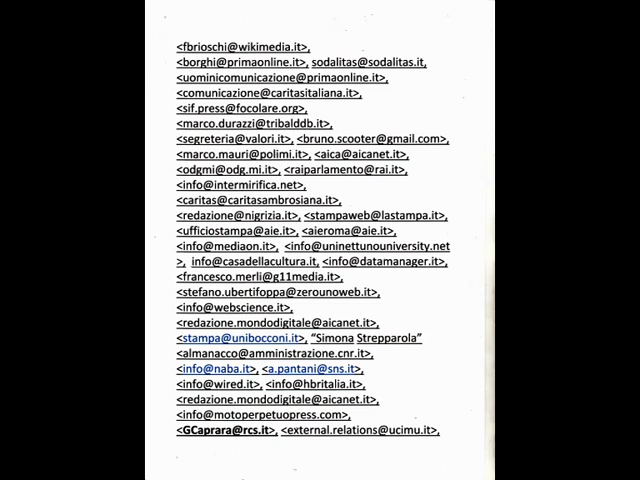 <fbrioschi@wikimedia.it>,
<borghi@primaonline.it>, sodalitas@sodalitas.it,
<uominicomunicazione@primaonline.it>,
<comunicazione@caritasitaliana.it>,
<sif.press@focolare.org>,
<marco.durazzi@tribalddb.it>,
<segreteria@valori.it>, <bruno.scooter@gmail.com>,
<marco.mauri@polimi.it>, <aica@aicanet.it>,
<odgmi@odg.mi.it>, <raiparlamento@rai.it>,
<info@intermirifica.net>
<caritas@caritasambrosiana.it>,
<redazione@nigrizia.it>, <stampaweb@lastampa.it>,
<ufficiostampa@aie.it>, <aieroma@aie.it>,
<info@mediaon.it>, <info@uninettunouniversity.net
>, info@casadellacultura.it, <info@datamanager.it>,
<francesco.merli@g11media.it>,
<stefano.ubertifoppa@zerounoweb.it>,
<info@webscience.it>,
<redazione.mondodigitale@aicanet.it>,
<stampa@unibocconi.it>, “Simona Strepparola”
<almanacco@amministrazione.cnr.it>,
<info@naba.it>, <a.pantani@sns.it>,
<info@wired.it>, <info@hbritalia.it>,
<redazione.mondodigitale@aicanet.it>,
<info@motoperpetuopress.com>,
<GCaprara@rcs.it>, <external.relations@ucimu.it>,